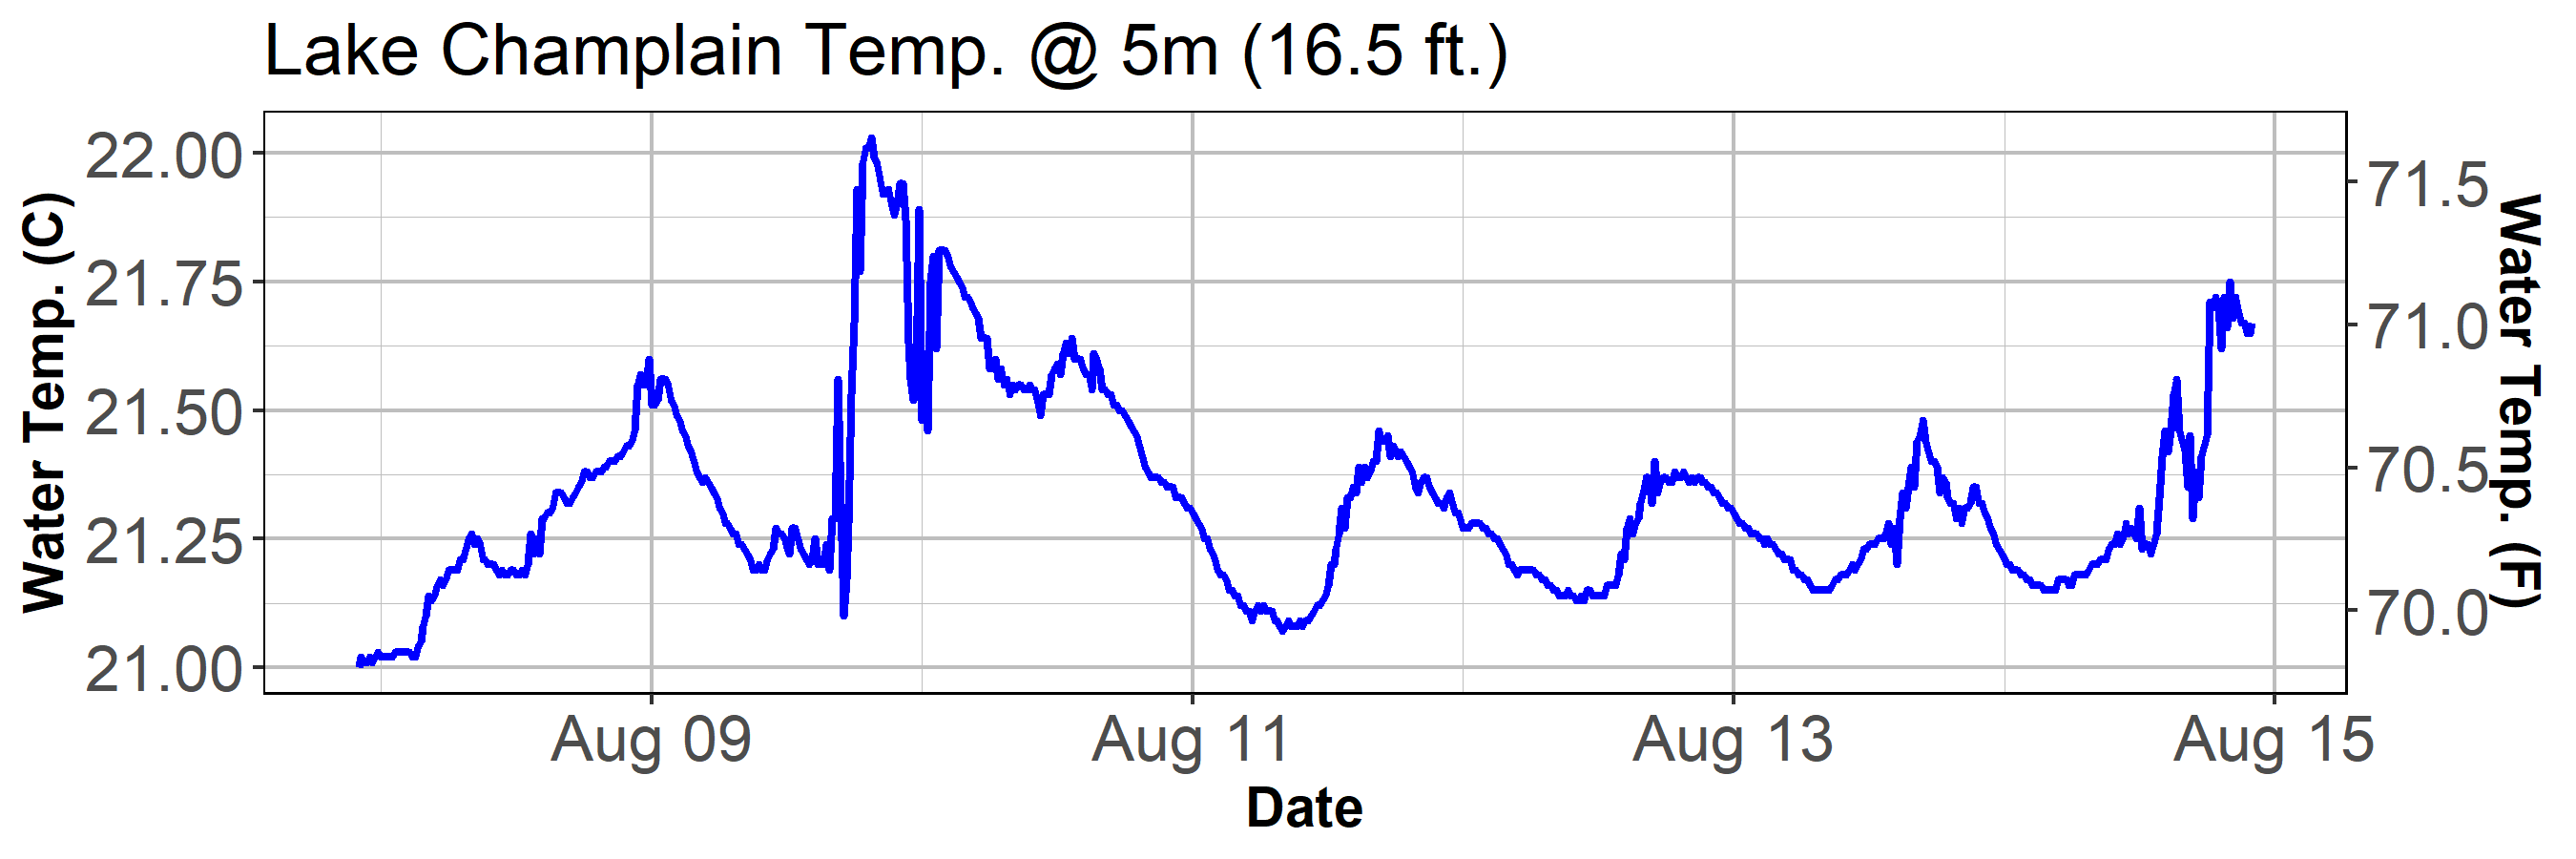 Lake Champlain Temp. @ 5m (16.5 ft.)
Water Temp. (C)
22.00
21.75
21.50
21.25
21.00
71.5
71.0
70.5
70.0
Water Temp. (F)
Aug 09 Aug 11 Aug 13 Aug 15
Date